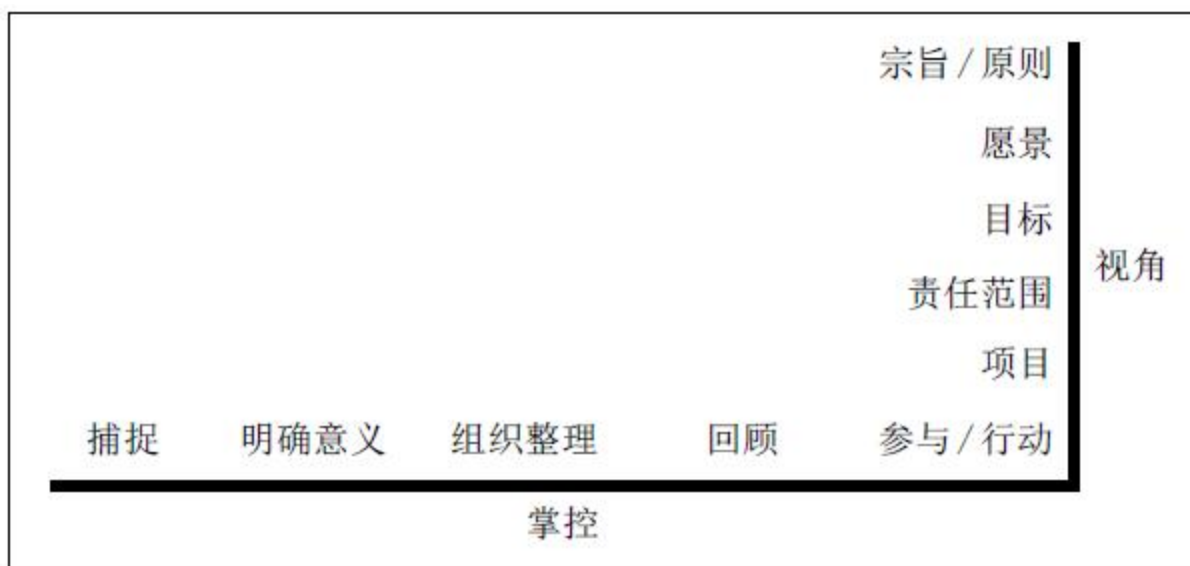 宗旨/原则
愿景
目标
视角
责任范围
项目
捕捉 明确意义 组织整理 回顾 参与/行动
掌控